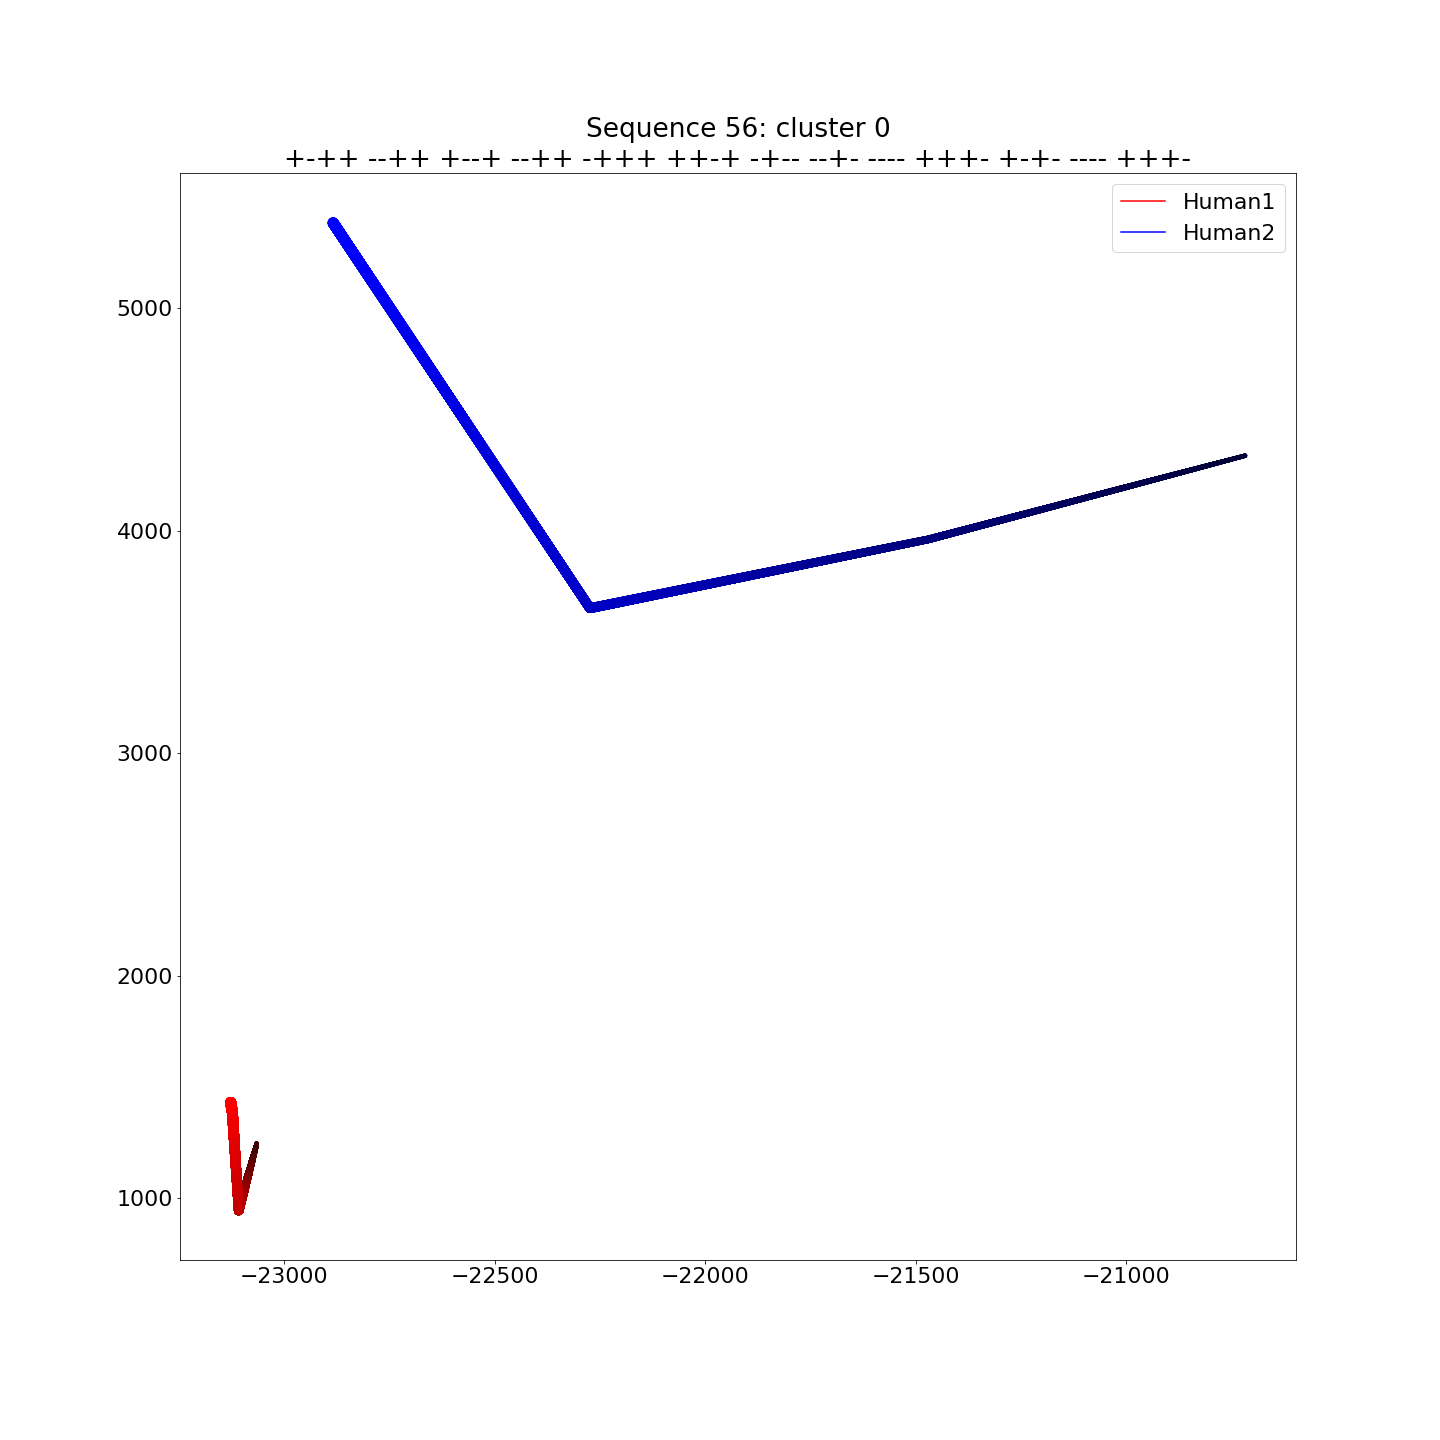 Sequence 56: cluster 0
+-++ --++ +--+ --++ -+++ ++-+ -+-- --+- ---- +++- +-+- ---- +++-
Human1
Human2
5000
4000
3000
2000
1000
−23000 −22500 −22000 −21500 −21000